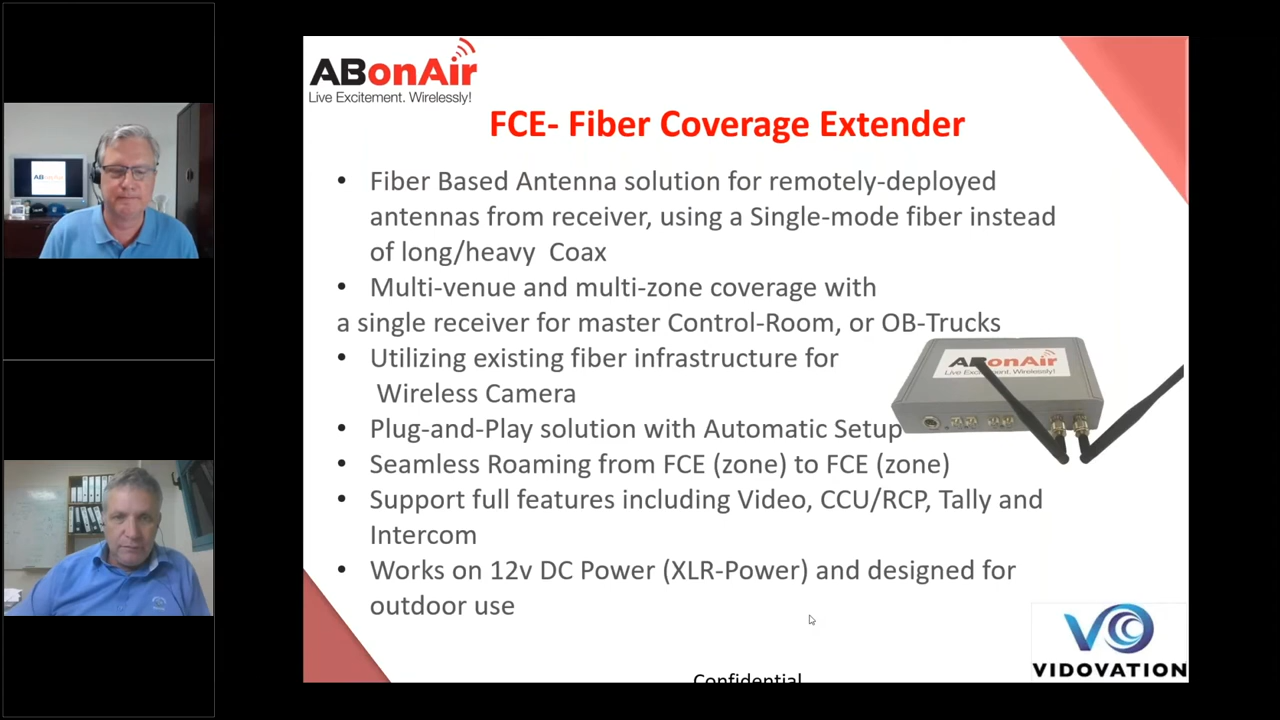 ABonAir
Live Excitement. Wirelessly!
FCE- Fiber Coverage Extender
• Fiber Based Antenna solution for remotely-deployed
antennas from receiver, using a Single-mode fiber instead
of long/heavy Coax
• Multi-venue and multi-zone coverage with
a single receiver for master Control-Room, or OB-Trucks
• Utilizing existing fiber infrastructure for
Wireless Camera
• Plug-and-Play solution with Automatic Setup
• Seamless Roaming from FCE (zone) to FCE (zone)
• Support full features including Video, CCU/RCP, Tally and
Intercom
• Works on 12v DC Power (XLR-Power) and designed for
outdoor use
ABonAir
Live Excitement. Wirelessly!
VIDOVATION
Confidential